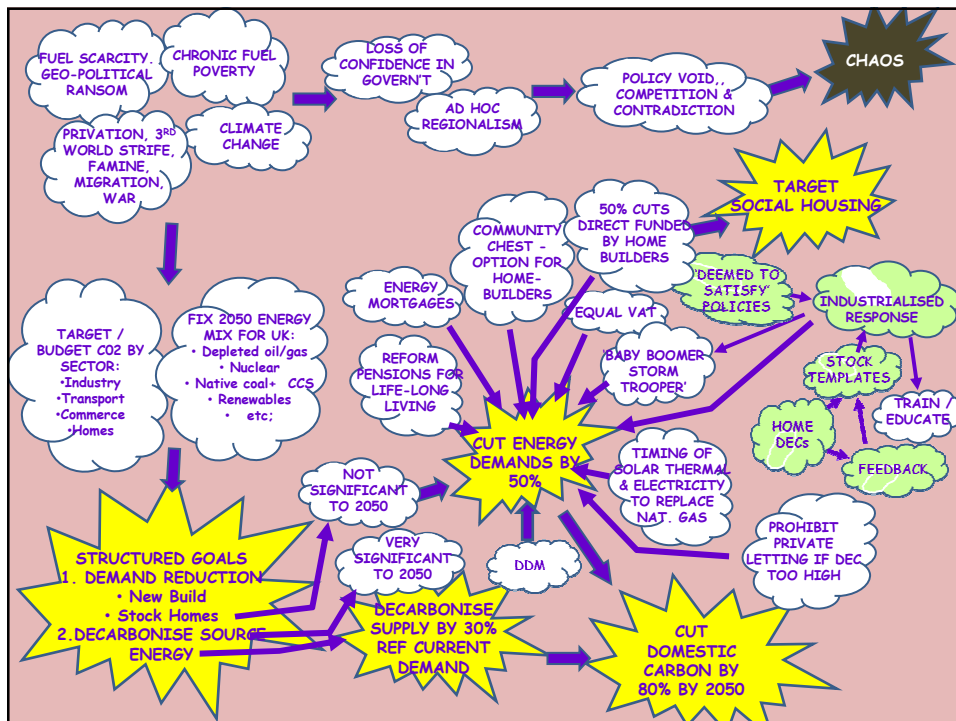 FUEL SCARCITY.
GEO-POLITICAL
RANSOM
CHRONIC FUEL
POVERTY
LOSS OF
CONFIDENCE IN
GOVERN'T
POLICY VOID,,
COMPETITION &
CONTRADICTION
CHAOS
PRIVATION, 3RD
WORLD STRIFE,
FAMINE,
MIGRATION,
WAR
CLIMATE
CHANGE
AD HOC
REGIONALISM
TARGET
SOCIAL HOUSING
50% CUTS
DIRECT FUNDED
BY HOME
BUILDERS
COMMUNITY
CHEST –
OPTION FOR
HOME-
BUILDERS
ENERGY
MORTGAGES
EQUAL VAT
'DEEMED TO
SATISFY'
POLICIES
INDUSTRIALISED
RESPONSE
TARGET /
BUDGET C02 BY
SECTOR:
•Industry
•Transport
•Commerce
•Homes
FIX 2050 ENERGY
MIX FOR UK:
• Depleted oil/gas
• Nuclear
• Native coal+ CCS
• Renewables
• etc;
REFORM
PENSIONS FOR
LIFE-LONG
LIVING
'BABY BOOMER
STORM
TROOPER'
STOCK
TEMPLATES
TRAIN /
EDUCATE
HOME
DECs
FEEDBACK
CUT ENERGY
DEMANDS BY
50%
TIMING OF
SOLAR THERMAL
& ELECTRICITY
TO REPLACE
NAT. GAS
NOT
SIGNIFICANT
TO 2050
PROHIBIT
PRIVATE
LETTING IF DEC
TOO HIGH
STRUCTURED GOALS
1. DEMAND REDUCTION
• New Build
• Stock Homes
2.DECARBONISE SOURCE
ENERGY
VERY
SIGNIFICANT
TO 2050
DDM
DECARBONISE
SUPPLY BY 30%
REF CURRENT
DEMAND
CUT
DOMESTIC
CARBON BY
80% BY 2050